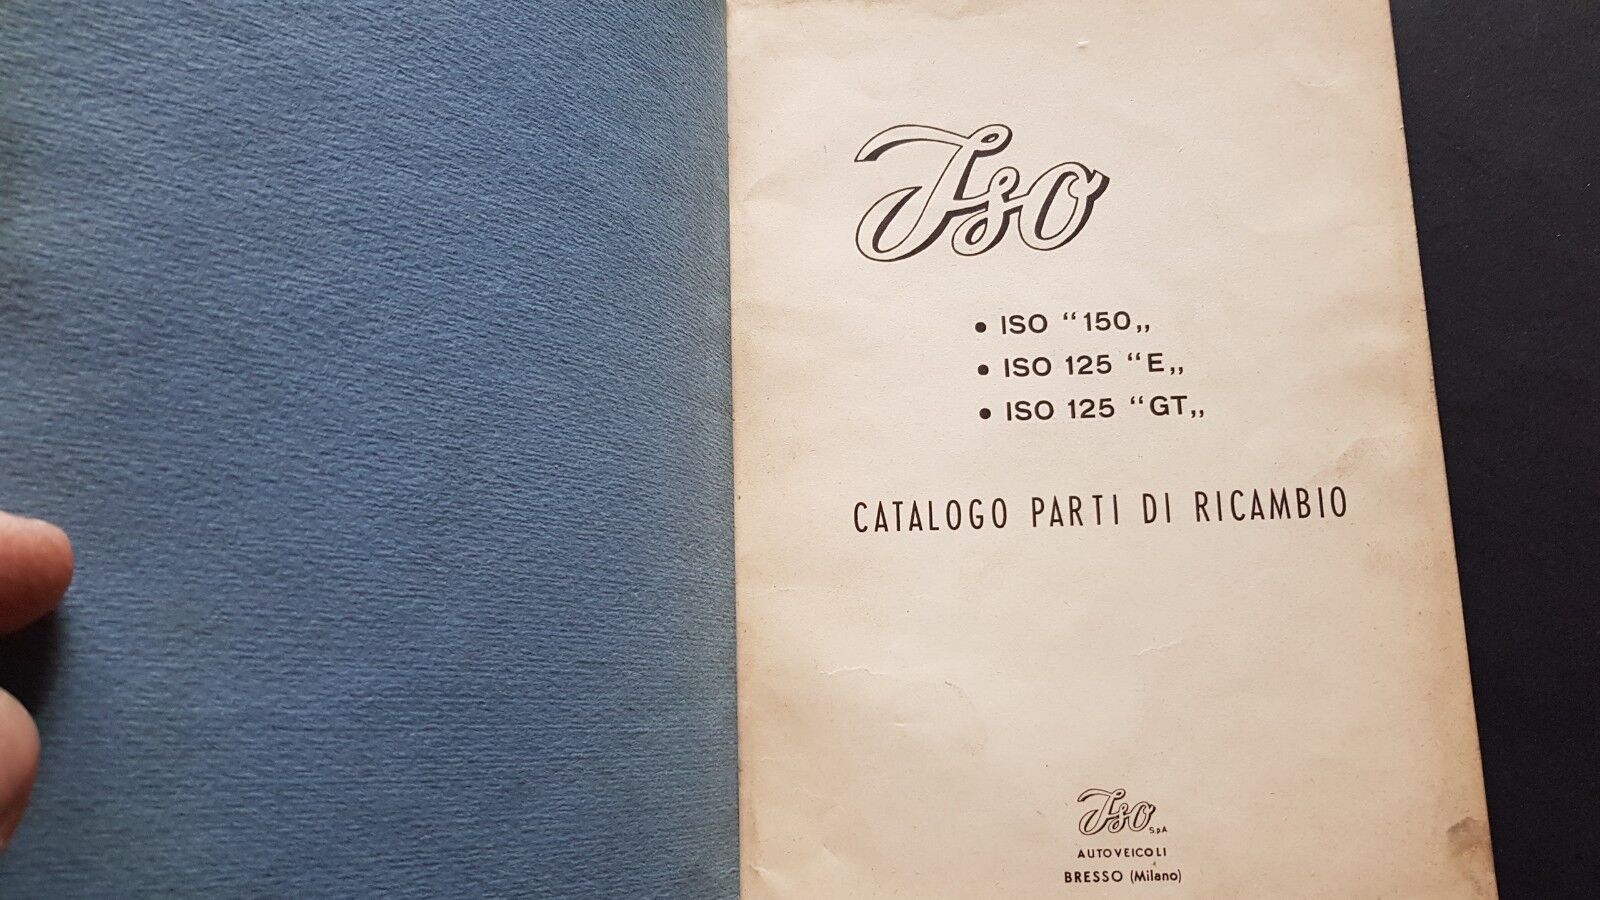 Iso
• ISO “150„
• ISO 125 “E„
• ISO 125 “GT„
CATALOGO PARTI DI RICAMBIO
Iso S.p.A
AUTOVEICOLI
BRESSO (Milano)